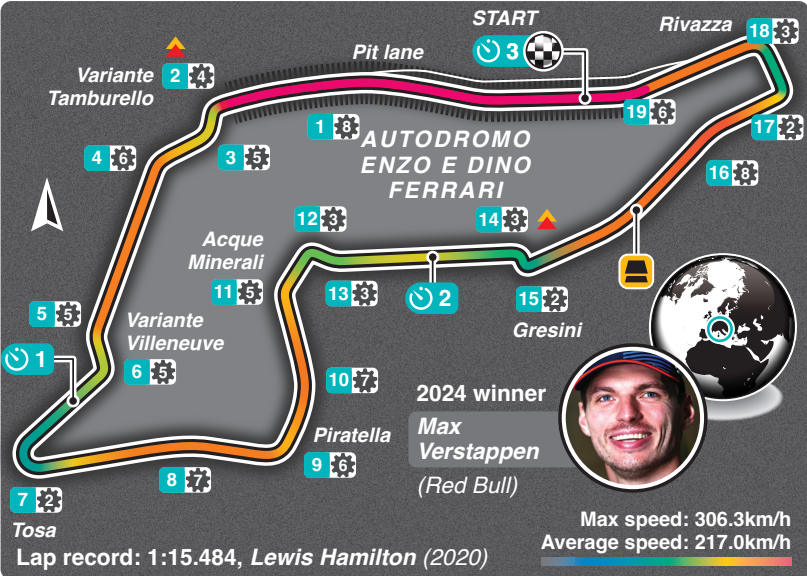 START
3
Rivazza
18 3
Pit lane
Variante
Tamburello
2 4
1 8
19 6
17 2
AUTODROMO
ENZO E DINO
FERRARI
4 6
3 5
16 8
12 3
14 3
Acque
Minerali
11 5
13 3
2
15 2
Gresini
5 5
Variante
Villeneuve
1
6 5
10 7
2024 winner
Max
Verstappen
(Red Bull)
Piratella
9 6
8 7
7 2
Tosa
Max speed: 306.3km/h
Average speed: 217.0km/h
Lap record: 1:15.484, Lewis Hamilton (2020)